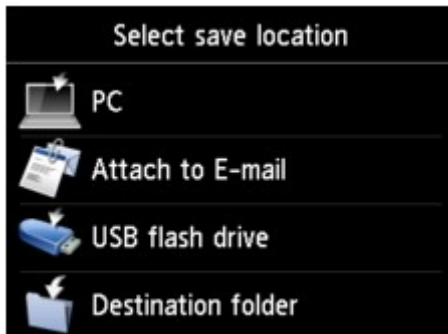 Select save location
PC
Attach to E-mail
USB flash drive
Destination folder